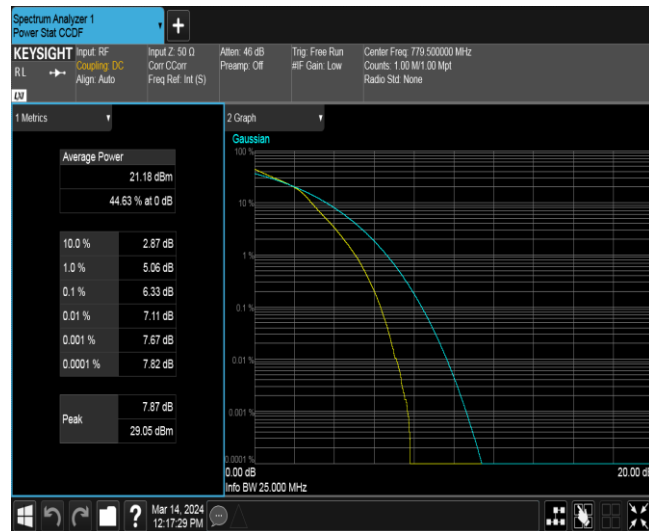 Spectrum Analyzer 1
Power Stat CCDF
+
KEYSIGHT
RL
LXI
Input: RF
Coupling: DC
Align: Auto
Input Z: 50 Ω
Corr CCorr
Freq Ref: Int (S)
Atten: 46 dB
Preamp: Off
Trig: Free Run
#IF Gain: Low
Center Freq: 779.500000 MHz
Counts: 1.00 M/1.00 Mpt
Radio Std: None
1 Metrics
Average Power
21.18 dBm
44.63 % at 0 dB
10.0 % 2.87 dB
1.0 % 5.06 dB
0.1 % 6.33 dB
0.01 % 7.11 dB
0.001 % 7.67 dB
0.0001 % 7.82 dB
Peak
7.87 dB
29.05 dBm
2 Graph
Gaussian
100 %
10 %
1 %
0.1 %
0.01 %
0.001 %
0.0001 %
0.00 dB
20.00 dB
Info BW 25.000 MHz
?
Mar 14, 2024
12:17:29 PM